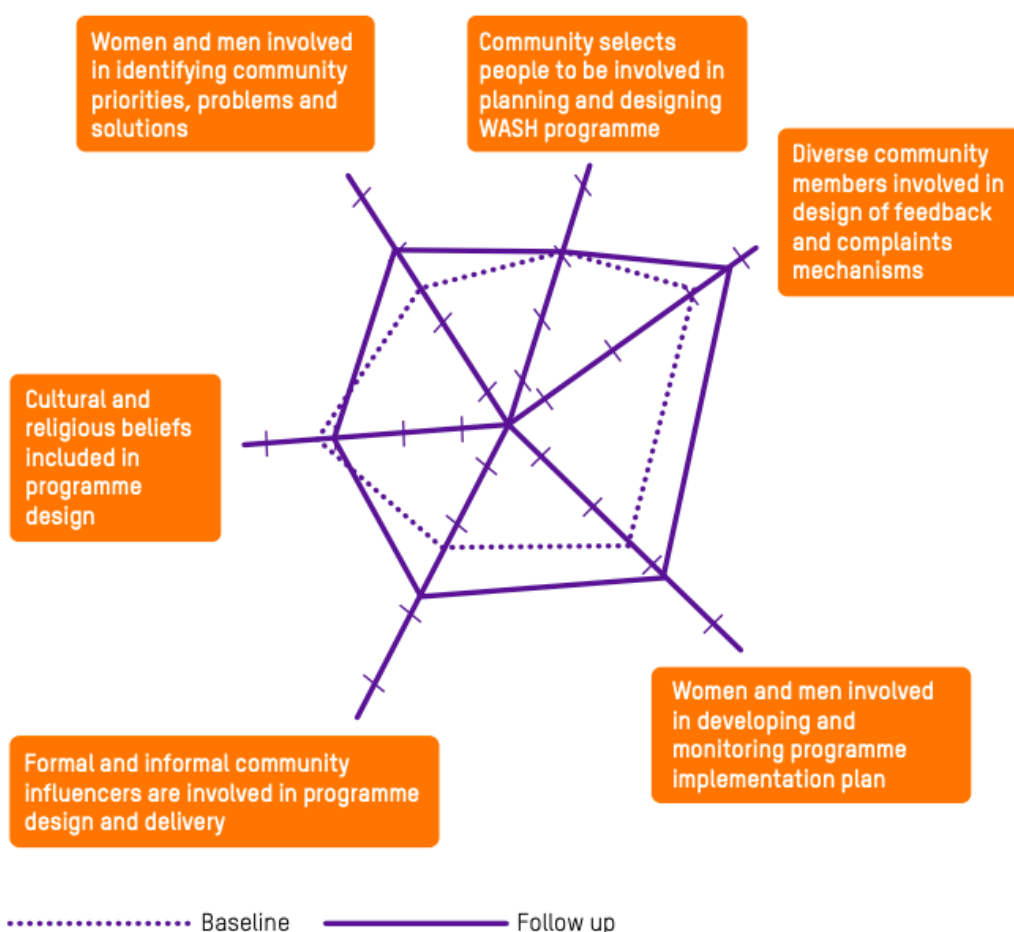 Women and men involved
in identifying community
priorities, problems and
solutions
Community selects
people to be involved in
planning and designing
WASH programme
Diverse community
members involved in
design of feedback
and complaints
mechanisms
Cultural and
religious beliefs
included in
programme
design
Women and men involved
in developing and
monitoring programme
implementation plan
Formal and informal community
influencers are involved in programme
design and delivery
Baseline
Follow up